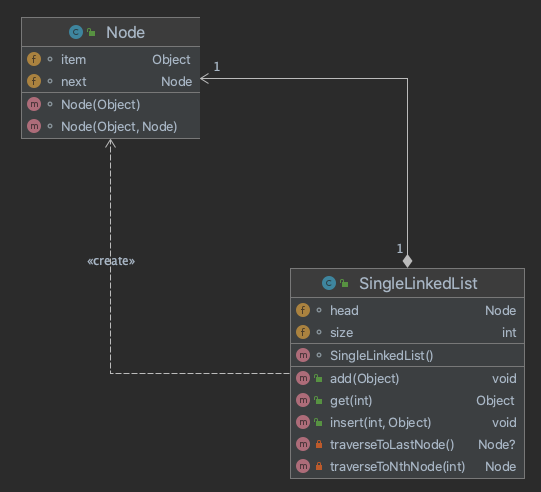 Node
item Object
next Node
Node(Object)
Node(Object, Node)
1
1
«create»
SingleLinkedList
head Node
size int
SingleLinkedList()
add(Object) void
get(int) Object
insert(int, Object) void
traverseToLastNode() Node?
traverseToNthNode(int) Node